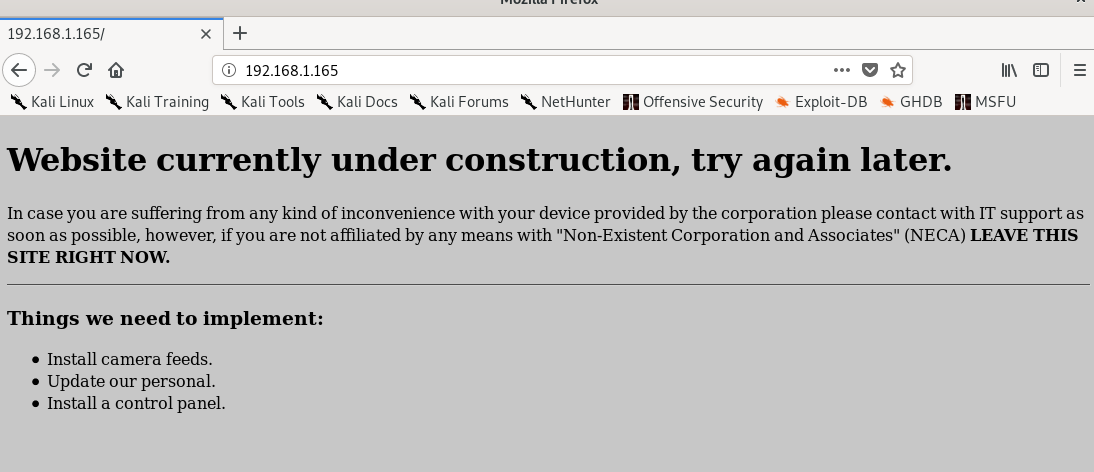 Mozilla Firefox
192.168.1.165/
192.168.1.165
Kali Linux Kali Training Kali Tools Kali Docs Kali Forums NetHunter Offensive Security Exploit-DB GHDB MSFU
Website currently under construction, try again later.
In case you are suffering from any kind of inconvenience with your device provided by the corporation please contact with IT support as
soon as possible, however, if you are not affiliated by any means with "Non-Existent Corporation and Associates" (NECA) LEAVE THIS
SITE RIGHT NOW.
Things we need to implement:
• Install camera feeds.
• Update our personal.
• Install a control panel.